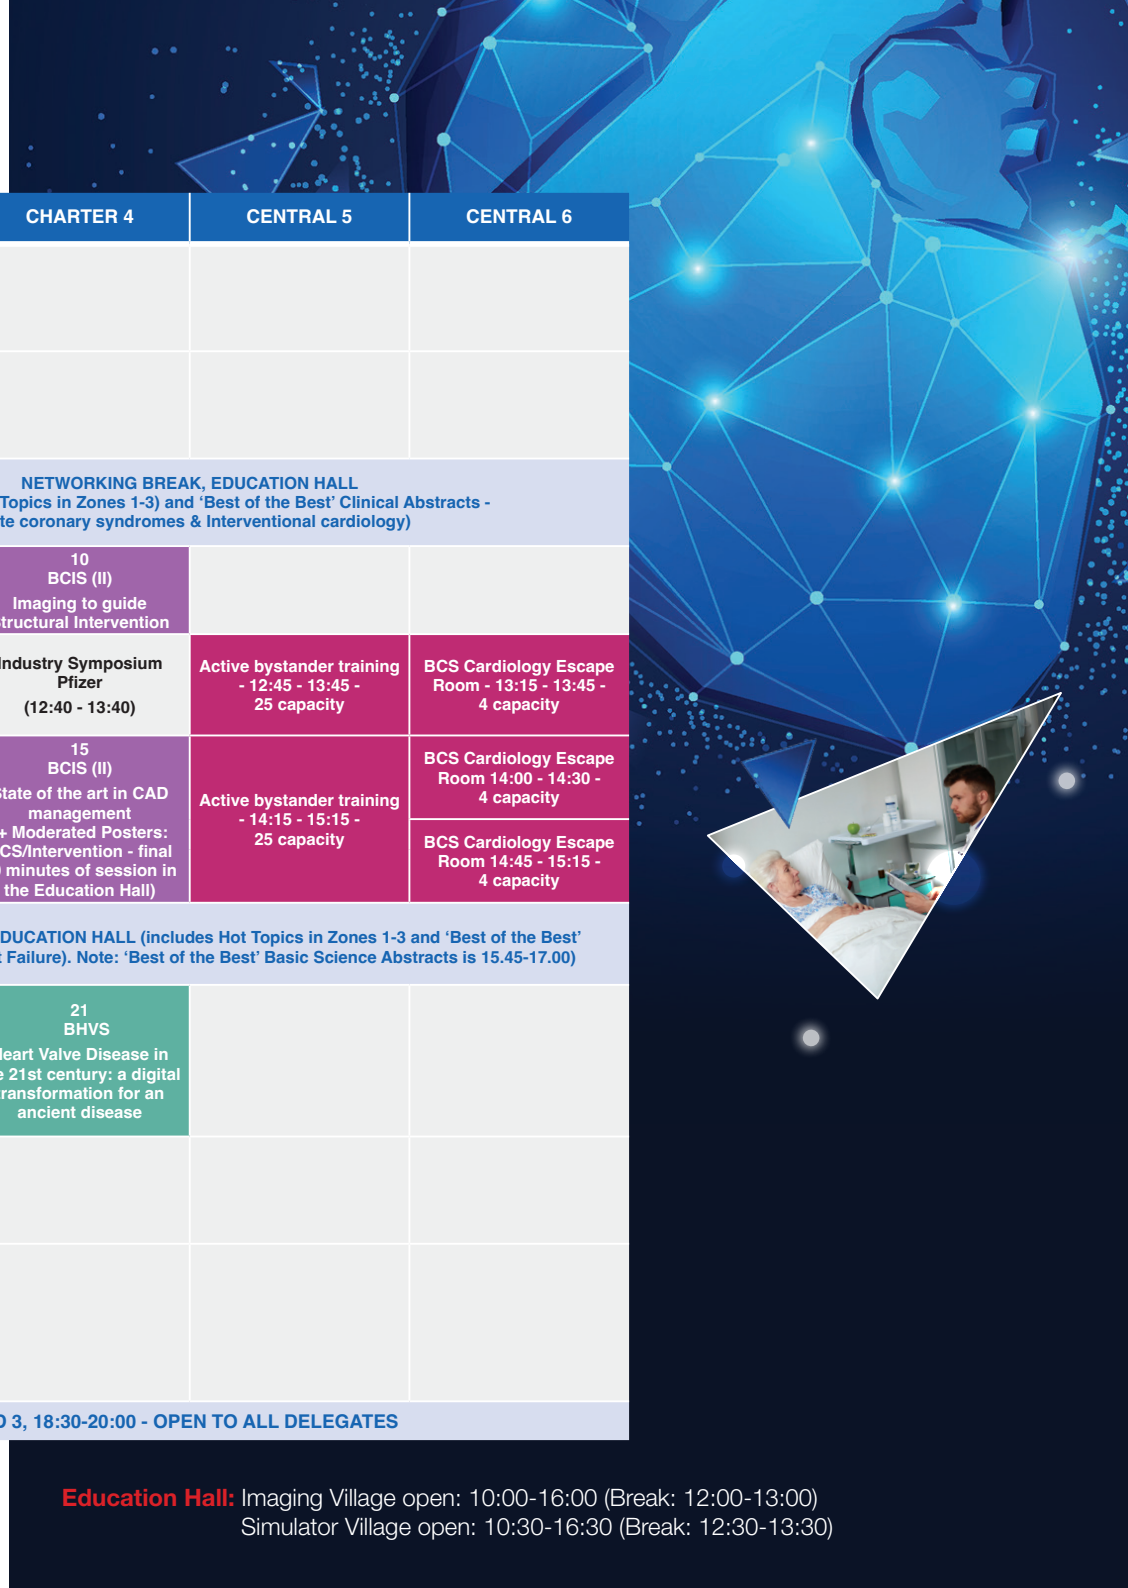 CHARTER 4
CENTRAL 5
CENTRAL 6
NETWORKING BREAK, EDUCATION HALL
Topics in Zones 1-3) and ‘Best of the Best’ Clinical Abstracts -
te coronary syndromes & Interventional cardiology)
10
BCIS (II)
Imaging to guide
tructural Intervention
Industry Symposium
Pfizer
(12:40 - 13:40)
Active bystander training
- 12:45 - 13:45 -
25 capacity
BCS Cardiology Escape
Room - 13:15 - 13:45 -
4 capacity
15
BCIS (II)
State of the art in CAD
management
+ Moderated Posters:
CS/Intervention - final
minutes of session in
the Education Hall)
Active bystander training
- 14:15 - 15:15 -
25 capacity
BCS Cardiology Escape
Room 14:00 - 14:30 -
4 capacity
BCS Cardiology Escape
Room 14:45 - 15:15 -
4 capacity
DUCATION HALL (includes Hot Topics in Zones 1-3 and ‘Best of the Best’
t Failure). Note: ‘Best of the Best’ Basic Science Abstracts is 15.45-17.00)
21
BHVS
Heart Valve Disease in
e 21st century: a digital
ransformation for an
ancient disease
3, 18:30-20:00 - OPEN TO ALL DELEGATES
Education Hall: Imaging Village open: 10:00-16:00 (Break: 12:00-13:00)
Simulator Village open: 10:30-16:30 (Break: 12:30-13:30)